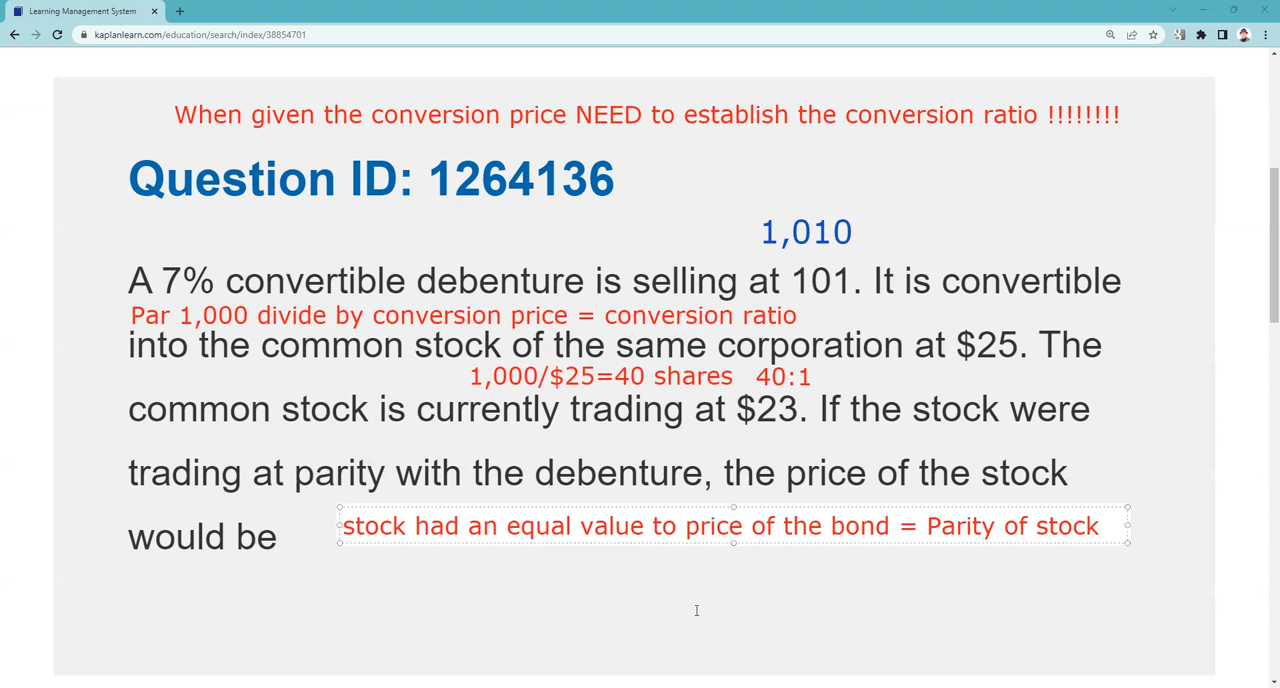 Learning Management System
kaplanlearn.com/education/search/index/38854701
When given the conversion price NEED to establish the conversion ratio !!!!!!!!
Question ID: 1264136
1,010
A 7% convertible debenture is selling at 101. It is convertible
Par 1,000 divide by conversion price = conversion ratio
into the common stock of the same corporation at $25. The
1,000/$25=40 shares 40:1
common stock is currently trading at $23. If the stock were
trading at parity with the debenture, the price of the stock
stock had an equal value to price of the bond = Parity of stock
would be